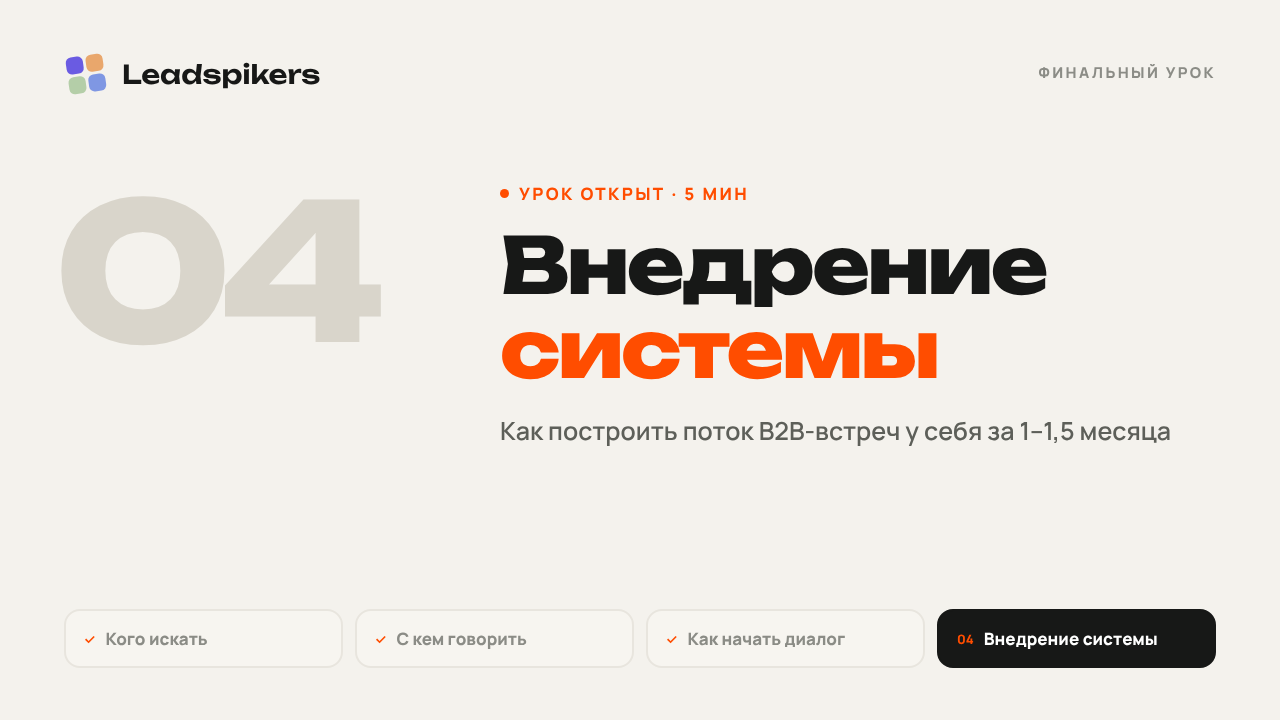 Leadspikers
ФИНАЛЬНЫЙ УРОК
04
УРОК ОТКРЫТ · 5 МИН
Внедрение
системы
Как построить поток B2B-встреч у себя за 1–1,5 месяца
✓ Кого искать
✓ С кем говорить
✓ Как начать диалог
04 Внедрение системы